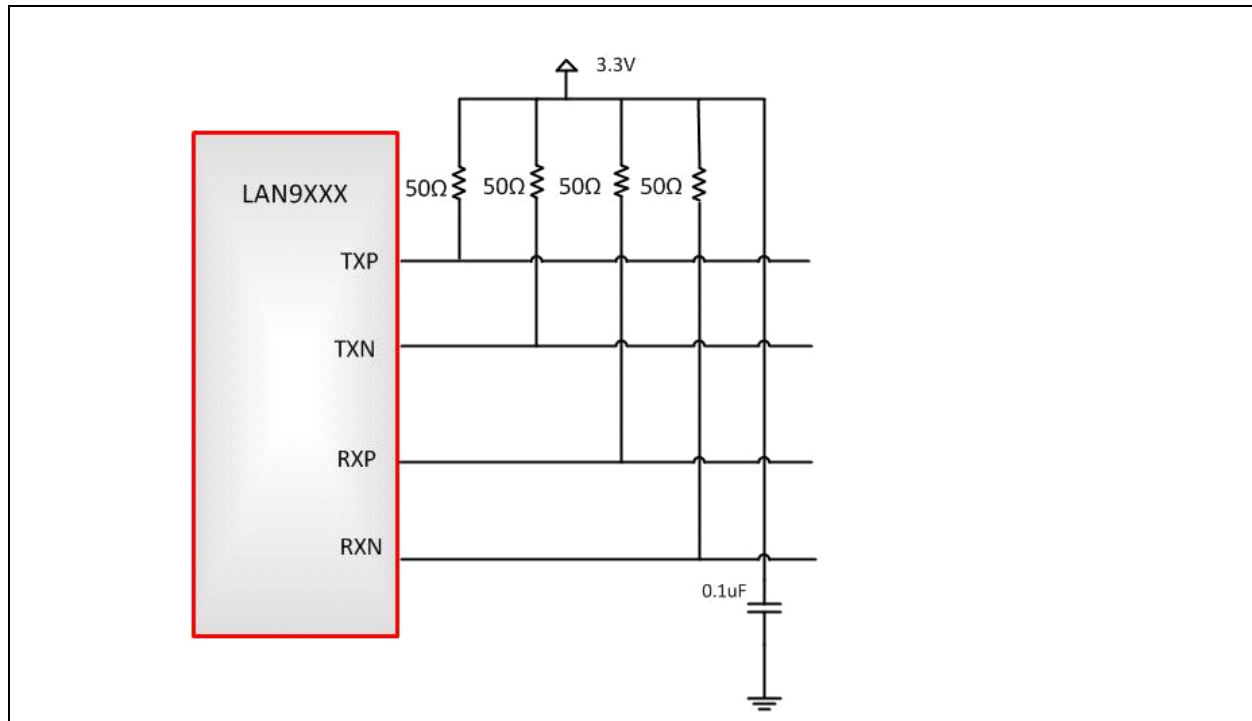 3.3V
LAN9XXX
50Ω 50Ω 50Ω 50Ω
TXP
TXN
RXP
RXN
0.1uF